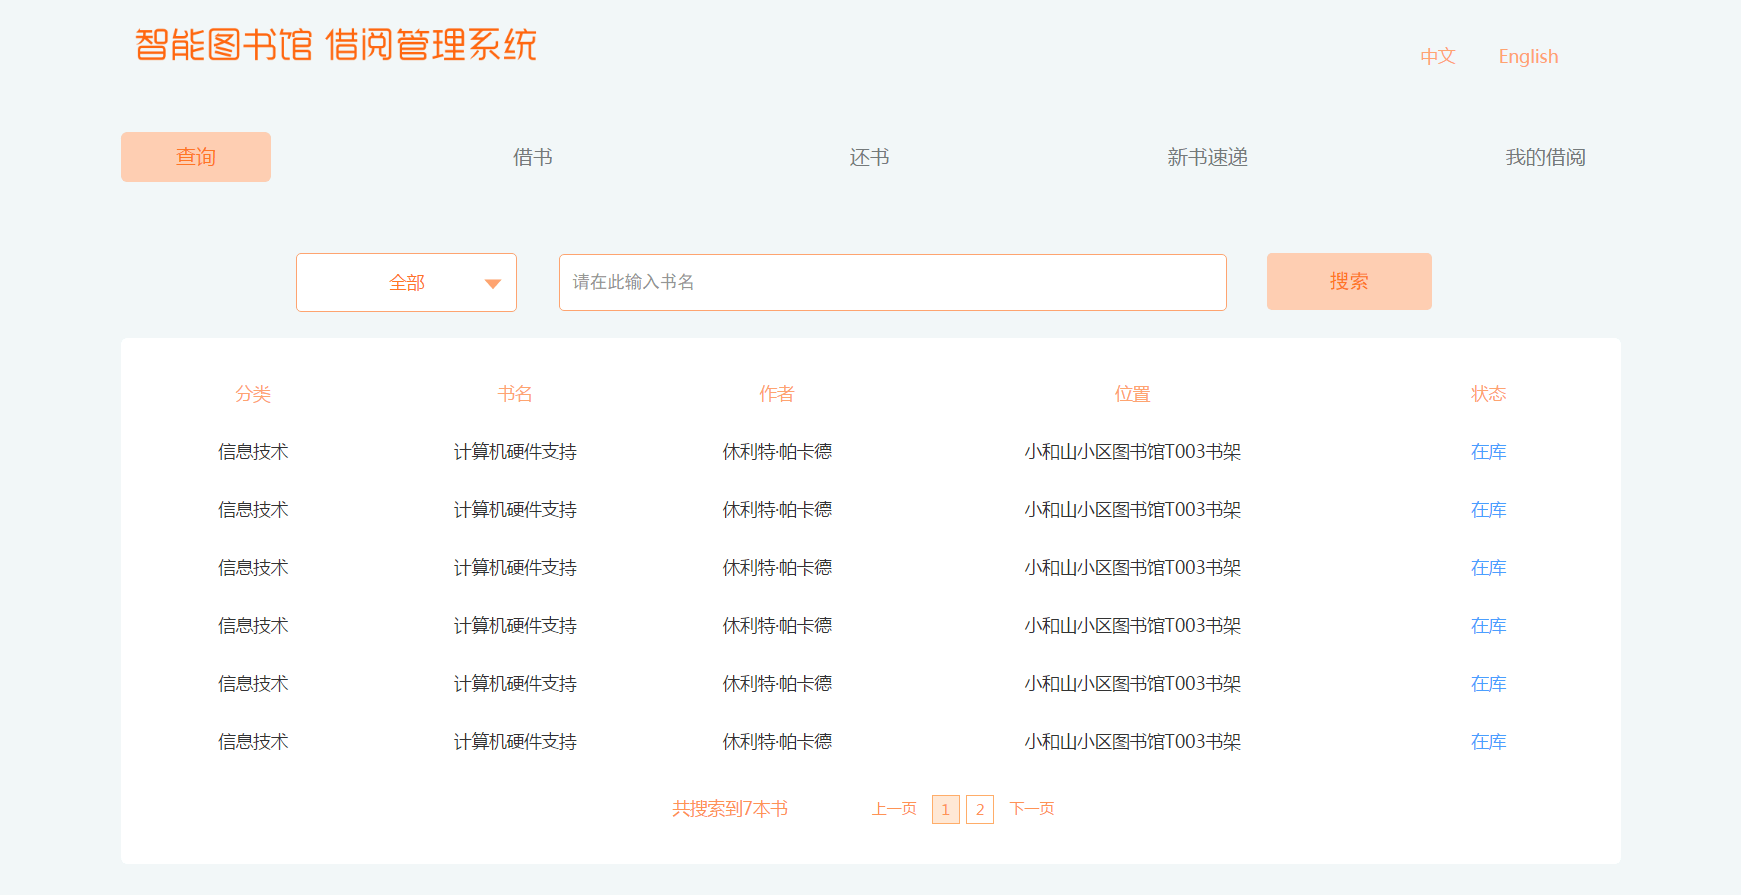 智能图书馆 借阅管理系统
中文 English
查询 借书 还书 新书速递 我的借阅
全部 请在此输入书名 搜索
分类 书名 作者 位置 状态
信息技术 计算机硬件支持 休利特·帕卡德 小和山小区图书馆T003书架 在库
信息技术 计算机硬件支持 休利特·帕卡德 小和山小区图书馆T003书架 在库
信息技术 计算机硬件支持 休利特·帕卡德 小和山小区图书馆T003书架 在库
信息技术 计算机硬件支持 休利特·帕卡德 小和山小区图书馆T003书架 在库
信息技术 计算机硬件支持 休利特·帕卡德 小和山小区图书馆T003书架 在库
信息技术 计算机硬件支持 休利特·帕卡德 小和山小区图书馆T003书架 在库
共搜索到7本书 上一页 1 2 下一页